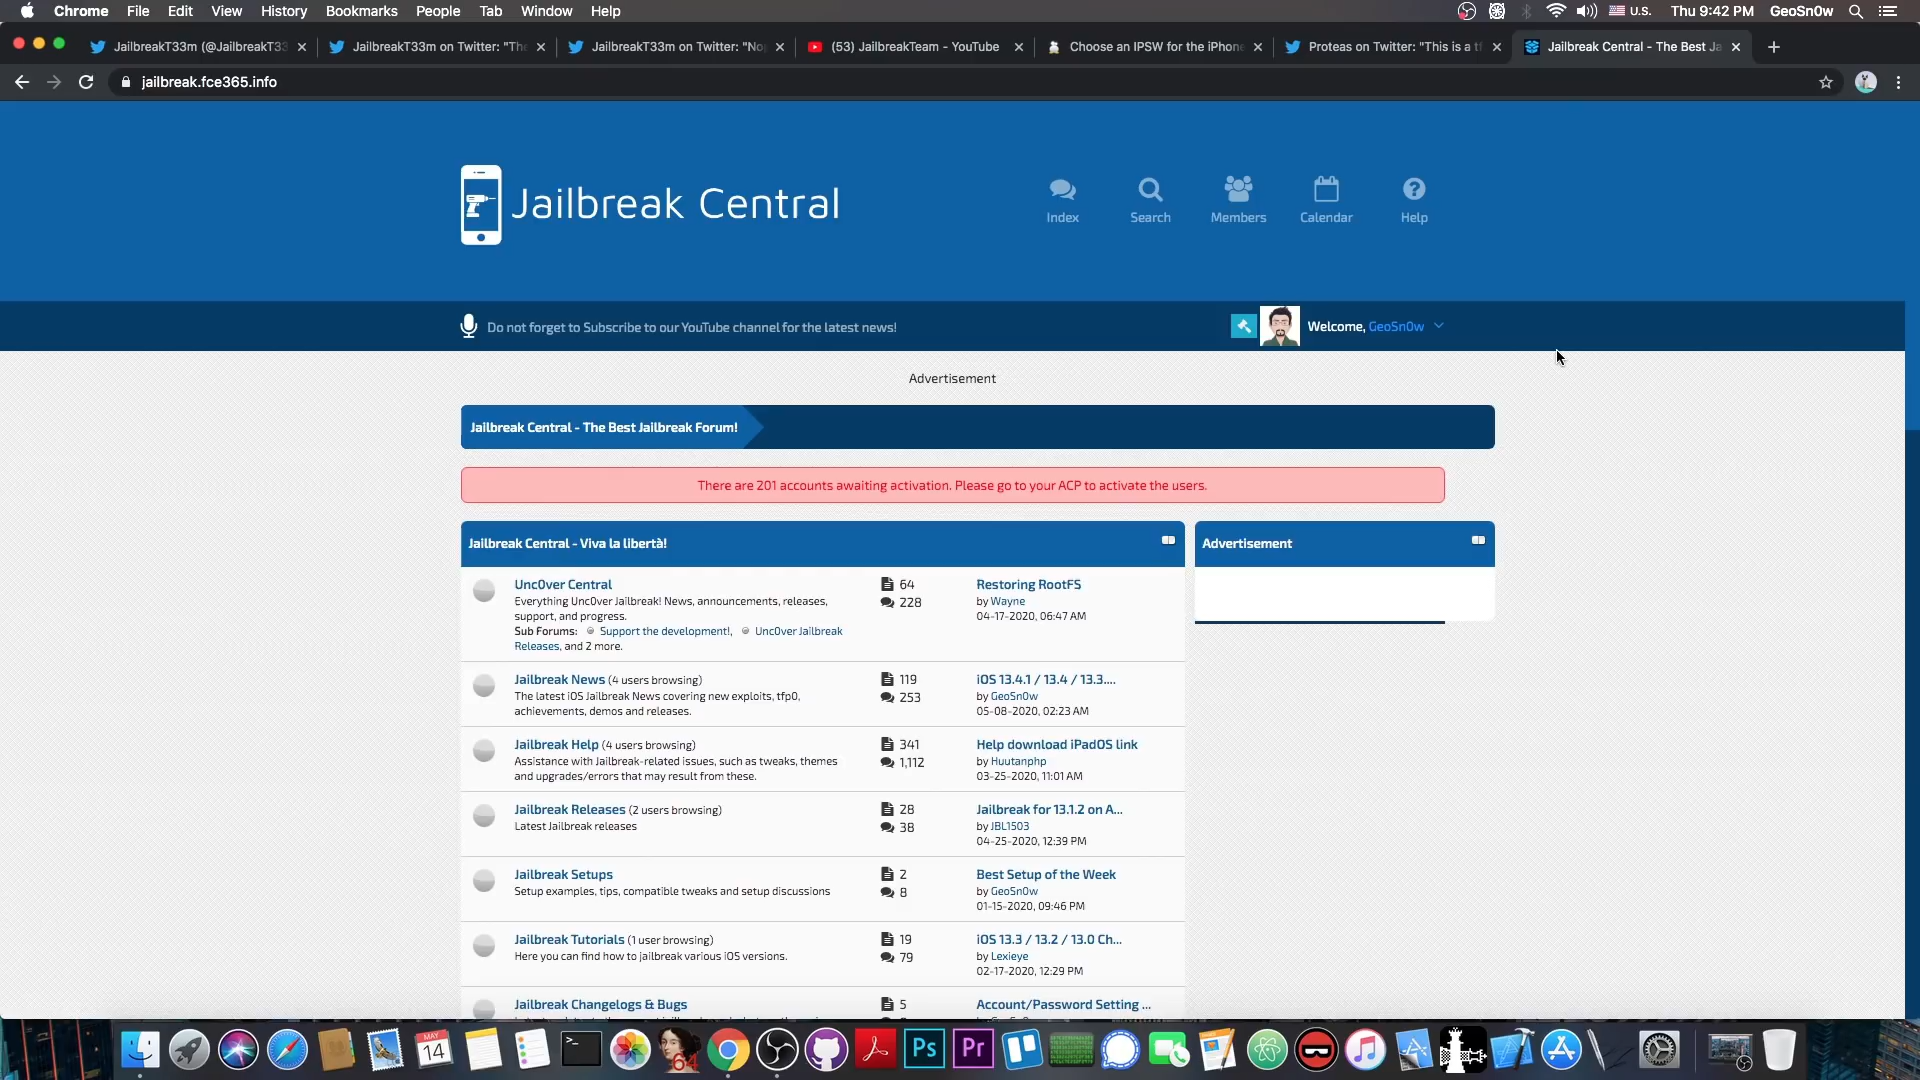 Chrome File Edit View History Bookmarks People Tab Window Help U.S. Thu 9:42 PM GeoSn0w
JailbreakT33m (@JailbreakT33 JailbreakT33m on Twitter: "The JailbreakT33m on Twitter: "No (53) JailbreakTeam - YouTube Choose an IPSW for the iPhone Proteas on Twitter: "This is a tf Jailbreak Central - The Best Ja
jailbreak.fce365.info
Jailbreak Central
Index Search Members Calendar Help
Do not forget to Subscribe to our YouTube channel for the latest news!
Welcome, GeoSn0w
Advertisement
Jailbreak Central - The Best Jailbreak Forum!
There are 201 accounts awaiting activation. Please go to your ACP to activate the users.
Jailbreak Central - Viva la libertà!
Advertisement
Unc0ver Central
Everything Unc0ver Jailbreak! News, announcements, releases,
support, and progress.
Sub Forums: Support the development!, Unc0ver Jailbreak
Releases, and 2 more.
64
228
Restoring RootFS
by Wayne
04-17-2020, 06:47 AM
Jailbreak News (4 users browsing)
The latest iOS Jailbreak News covering new exploits, tfp0,
achievements, demos and releases.
119
253
iOS 13.4.1 / 13.4 / 13.3....
by GeoSn0w
05-08-2020, 02:23 AM
Jailbreak Help (4 users browsing)
Assistance with Jailbreak-related issues, such as tweaks, themes
and upgrades/errors that may result from these.
341
1,112
Help download iPadOS link
by Huutanphp
03-25-2020, 11:01 AM
Jailbreak Releases (2 users browsing)
Latest Jailbreak releases
28
38
Jailbreak for 13.1.2 on A...
by JBL1503
04-25-2020, 12:39 PM
Jailbreak Setups
Setup examples, tips, compatible tweaks and setup discussions
2
8
Best Setup of the Week
by GeoSn0w
01-15-2020, 09:46 PM
Jailbreak Tutorials (1 user browsing)
Here you can find how to jailbreak various iOS versions.
19
79
iOS 13.3 / 13.2 / 13.0 Ch...
by Lexieye
02-17-2020, 12:29 PM
Jailbreak Changelogs & Bugs
5
Account/Password Setting ...
MAY
14
64
Ps
Pr